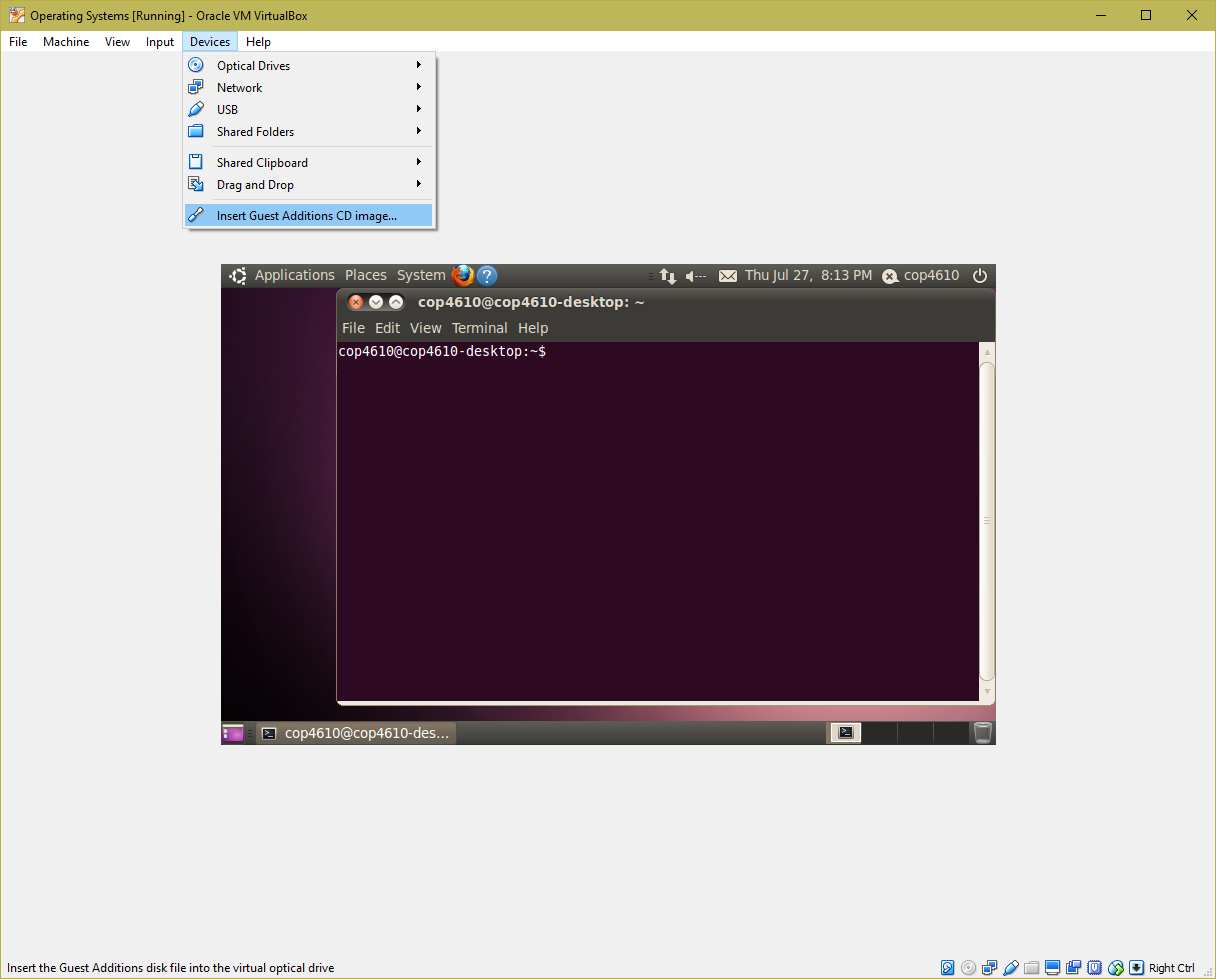 Operating Systems [Running] - Oracle VM VirtualBox
File Machine View Input Devices Help
Optical Drives
Network
USB
Shared Folders
Shared Clipboard
Drag and Drop
Insert Guest Additions CD image...
Applications Places System ? Thu Jul 27, 8:13 PM cop4610
cop4610@cop4610-desktop: ~
File Edit View Terminal Help
cop4610@cop4610-desktop:~$
cop4610@cop4610-des...
Insert the Guest Additions disk file into the virtual optical drive
Right Ctrl